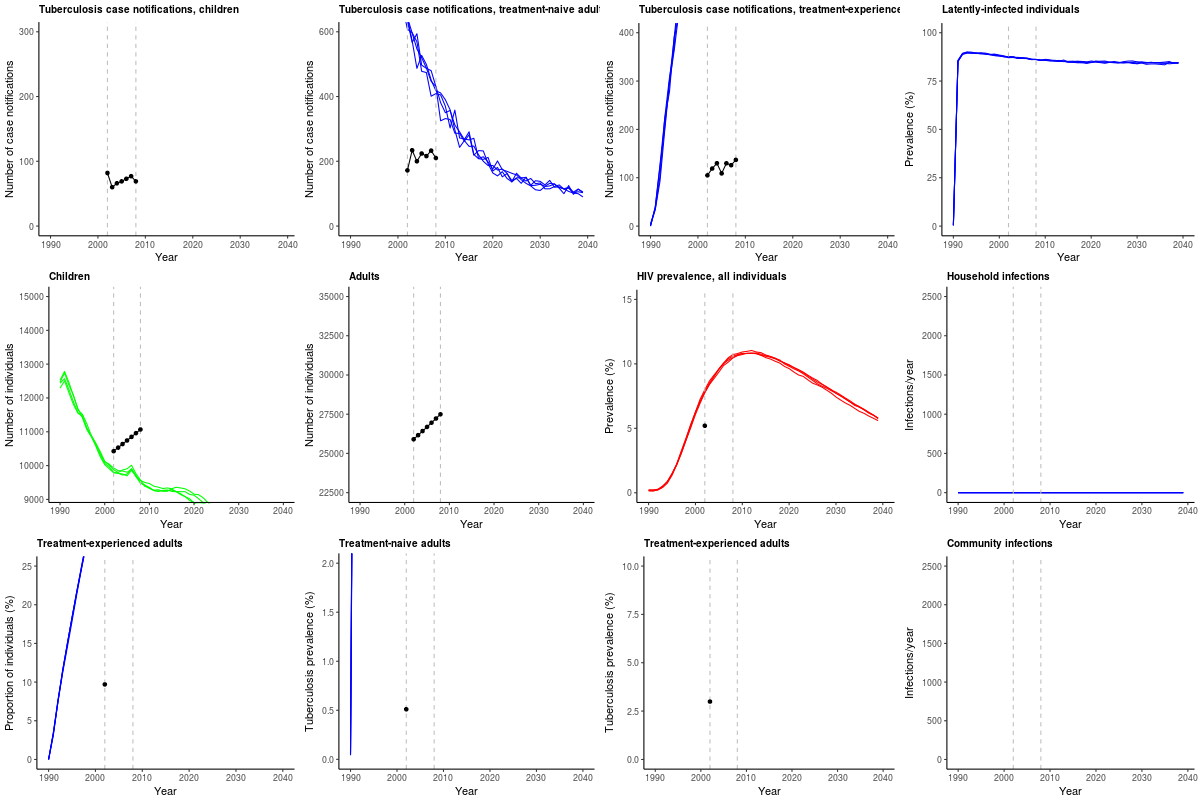 Tuberculosis case notifications, children
Number of case notifications
300
200
100
0
1990 2000 2010 2020 2030 2040
Year
Tuberculosis case notifications, treatment-naive adul
Number of case notifications
600
400
200
0
1990 2000 2010 2020 2030 2040
Year
Tuberculosis case notifications, treatment-experience
Number of case notifications
400
300
200
100
0
1990 2000 2010 2020 2030 2040
Year
Latently-infected individuals
Prevalence (%)
100
75
50
25
0
1990 2000 2010 2020 2030 2040
Year
Children
Number of individuals
15000
14000
13000
12000
11000
10000
9000
1990 2000 2010 2020 2030 2040
Year
Adults
Number of individuals
35000
32500
30000
27500
25000
22500
1990 2000 2010 2020 2030 2040
Year
HIV prevalence, all individuals
Prevalence (%)
15
10
5
0
1990 2000 2010 2020 2030 2040
Year
Household infections
Infections/year
2500
2000
1500
1000
500
0
1990 2000 2010 2020 2030 2040
Year
Treatment-experienced adults
Proportion of individuals (%)
25
20
15
10
5
0
1990 2000 2010 2020 2030 2040
Year
Treatment-naive adults
Tuberculosis prevalence (%)
2.0
1.5
1.0
0.5
0.0
1990 2000 2010 2020 2030 2040
Year
Treatment-experienced adults
Tuberculosis prevalence (%)
10.0
7.5
5.0
2.5
0.0
1990 2000 2010 2020 2030 2040
Year
Community infections
Infections/year
2500
2000
1500
1000
500
0
1990 2000 2010 2020 2030 2040
Year